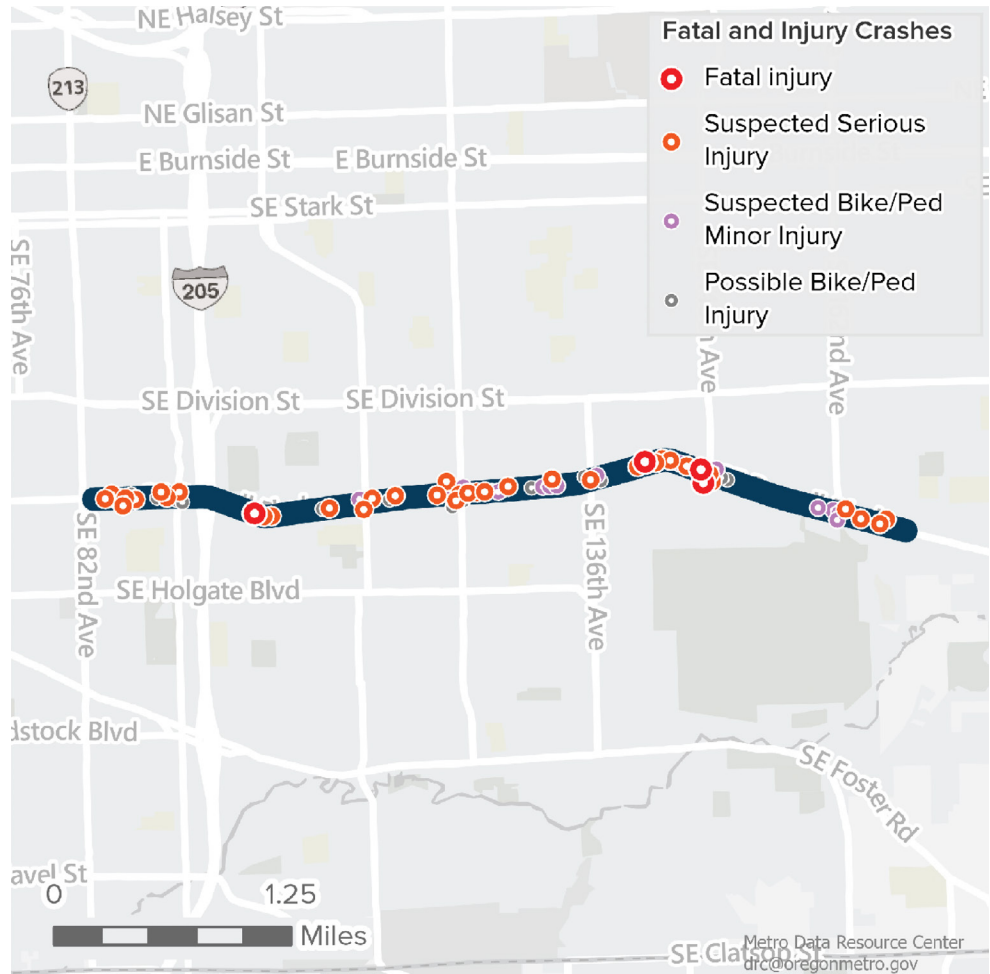 NE Halsey St
Fatal and Injury Crashes
213
Fatal injury
NE Glisan St
Suspected Serious
Injury
E Burnside St
E Burnside St
SE Stark St
Suspected Bike/Ped
Minor Injury
SE 76th Ave
205
Possible Bike/Ped
Injury
Ave
Ave
SE Division St
SE Division St
SE 82nd Ave
SE 136th Ave
SE Holgate Blvd
dstock Blvd
SE Foster Rd
avel St
0
1.25
Miles
SE Clatsop St
Metro Data Resource Center
drc@oregonmetro.gov